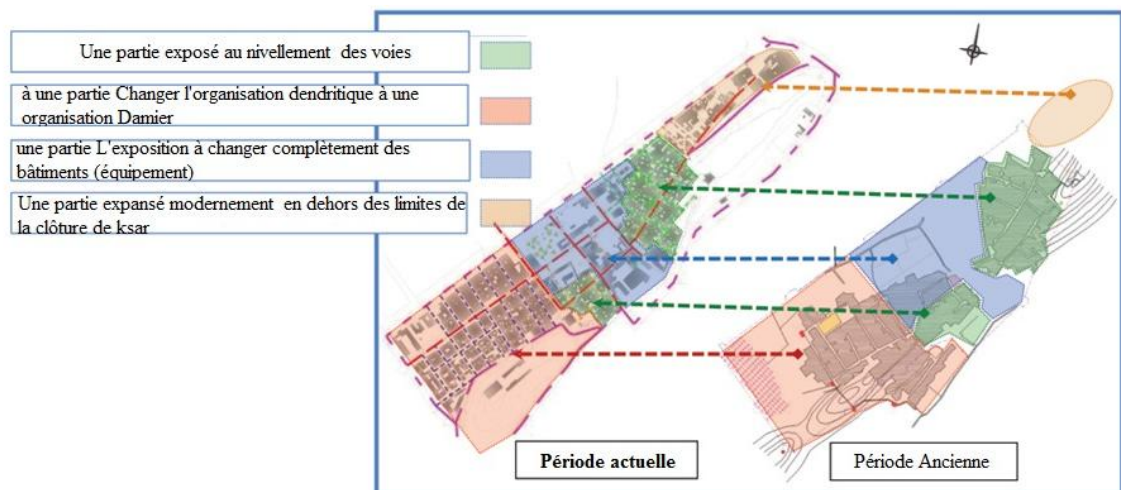 Une partie exposé au nivellement des voies
à une partie Changer l'organisation dendritique à une
organisation Damier
une partie L'exposition à changer complètement des
bâtiments (équipement)
Une partie expansé modernement en dehors des limites de
la clôture de ksar
Période actuelle
Période Ancienne